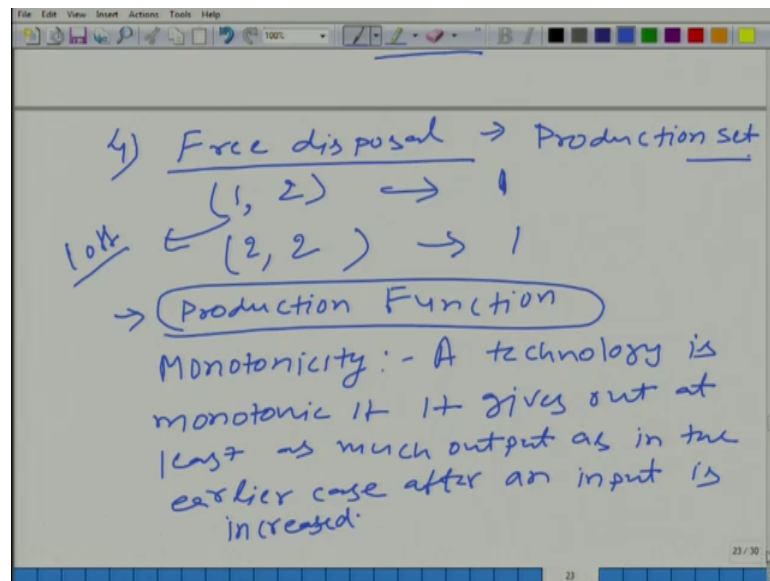 File Edit View Insert Actions Tools Help
100%
B I
4) Free disposal → Production set
(1, 2) → 1
(2, 2) → 1
→ Production Function
Monotonicity:- A technology is
monotonic if it gives out at
least as much output as in the
earlier case after an input is
increased.
23 / 30
23